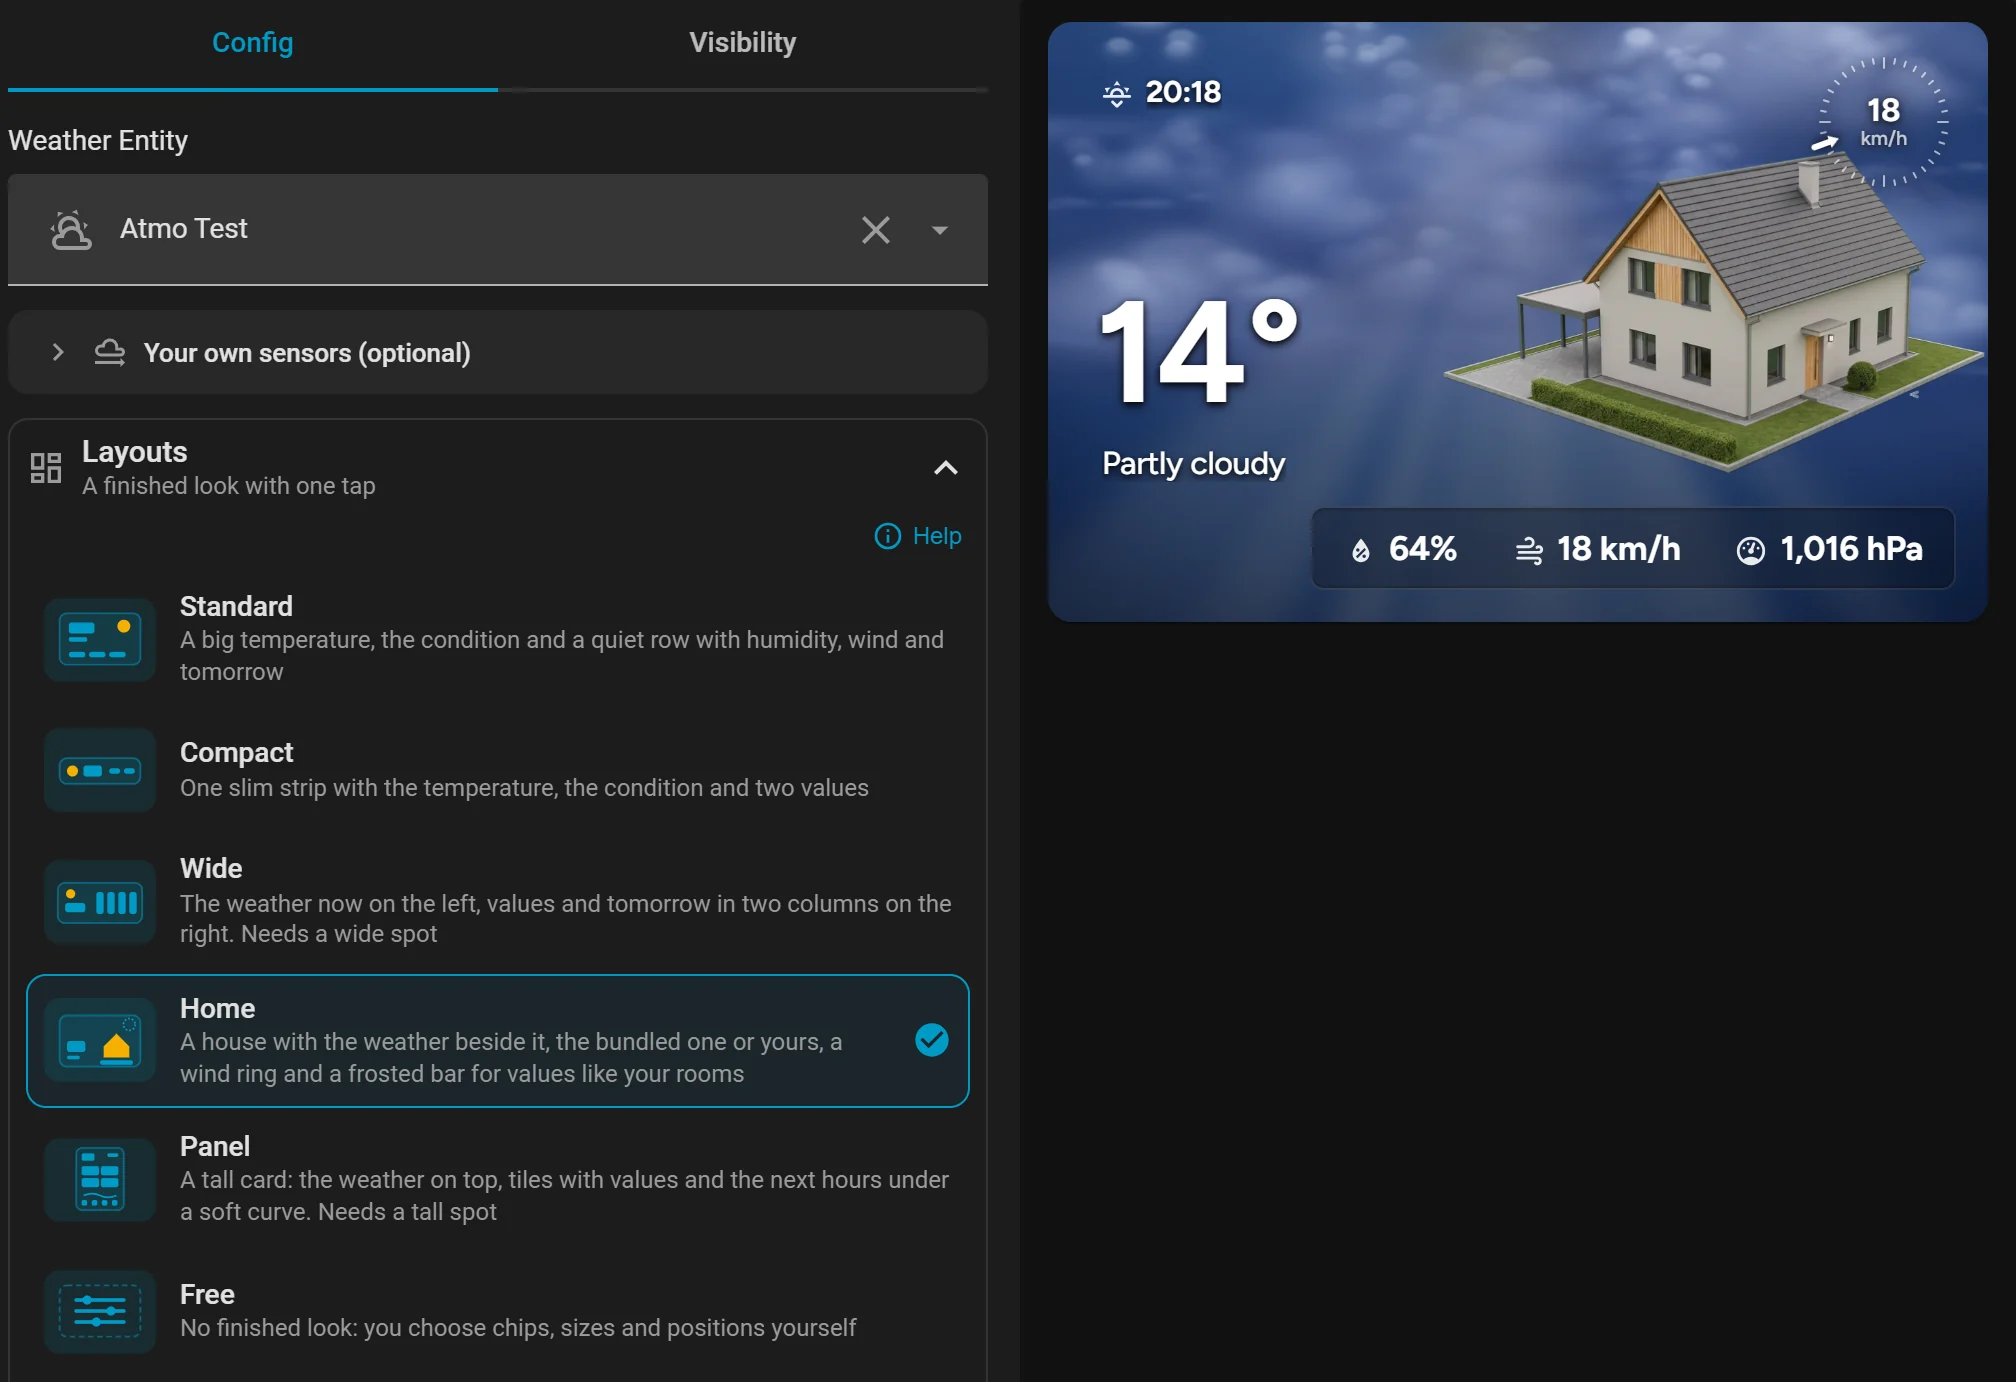 Config
Visibility
Weather Entity
Atmo Test
Your own sensors (optional)
Layouts
A finished look with one tap
Help
Standard
A big temperature, the condition and a quiet row with humidity, wind and
tomorrow
Compact
One slim strip with the temperature, the condition and two values
Wide
The weather now on the left, values and tomorrow in two columns on the
right. Needs a wide spot
Home
A house with the weather beside it, the bundled one or yours, a
wind ring and a frosted bar for values like your rooms
Panel
A tall card: the weather on top, tiles with values and the next hours under
a soft curve. Needs a tall spot
Free
No finished look: you choose chips, sizes and positions yourself
20:18
18
km/h
14°
Partly cloudy
64%
18 km/h
1,016 hPa